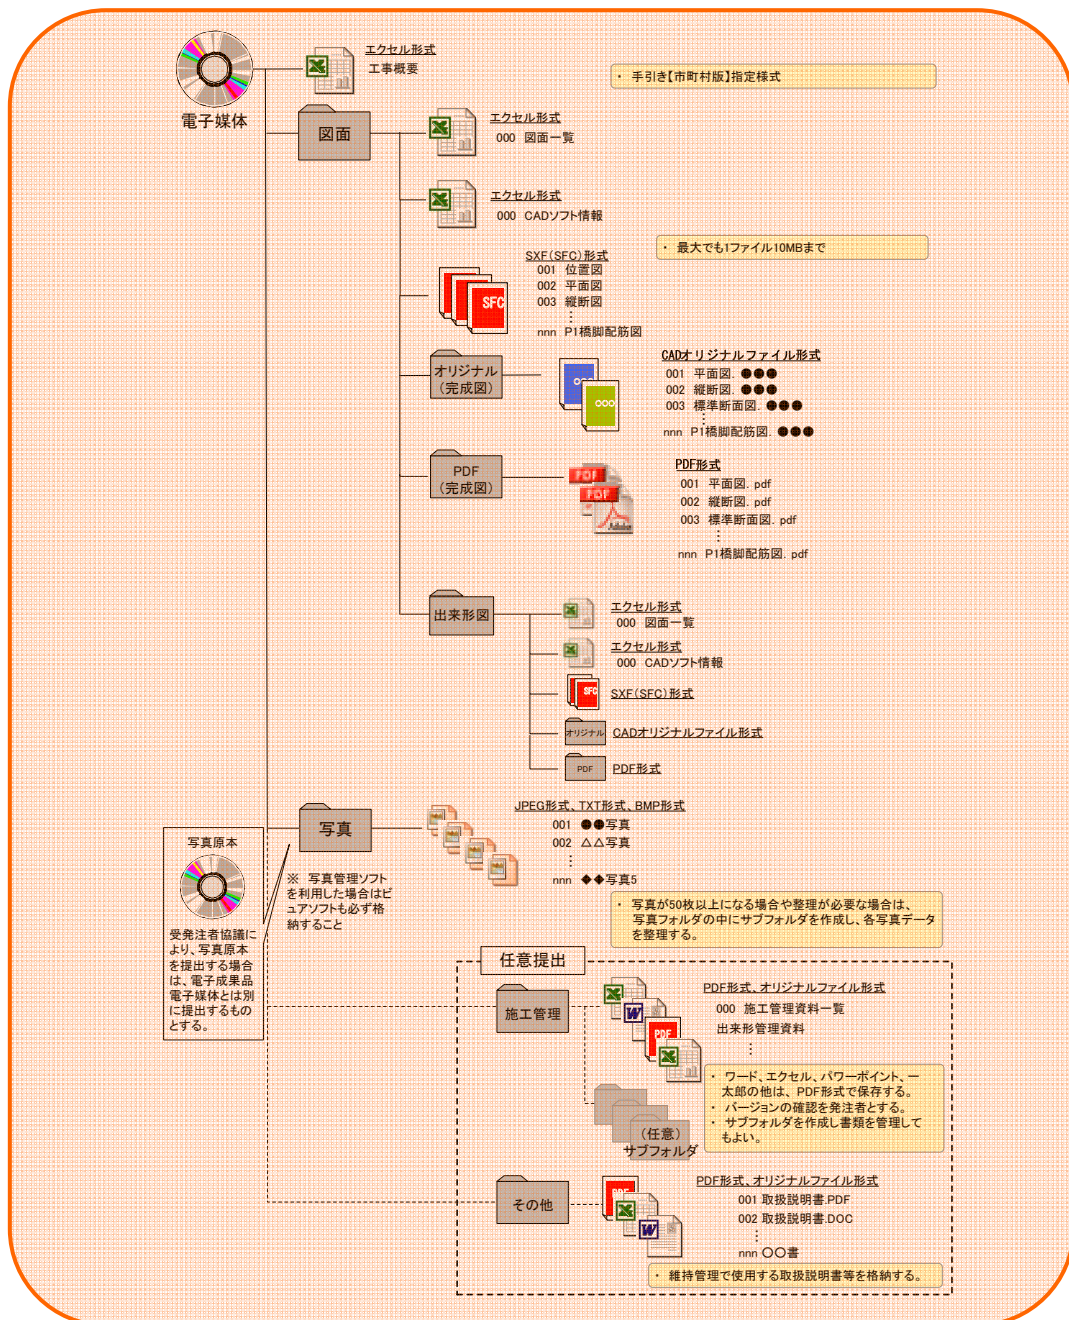 電子媒体
エクセル形式
工事概要
・ 手引き【市町村版】指定様式
図面
エクセル形式
000 図面一覧
エクセル形式
000 CADソフト情報
・ 最大でも1ファイル10MBまで
SXF(SFC)形式
001 位置図
002 平面図
003 縦断図
⋮
nnn P1橋脚配筋図
SFC
オリジナル
(完成図)
○○○
○○○
CADオリジナルファイル形式
001 平面図. ●●●
002 縦断図. ●●●
003 標準断面図. ●●●
⋮
nnn P1橋脚配筋図. ●●●
PDF
(完成図)
PDF
PDF
Adobe
PDF形式
001 平面図. pdf
002 縦断図. pdf
003 標準断面図. pdf
⋮
nnn P1橋脚配筋図. pdf
出来形図
エクセル形式
000 図面一覧
エクセル形式
000 CADソフト情報
SFC
SXF(SFC)形式
オリジナル
CADオリジナルファイル形式
PDF
PDF形式
写真
JPEG形式、TXT形式、BMP形式
001 ●●写真
002 △△写真
⋮
nnn ◆◆写真5
写真原本
受発注者協議に
より、写真原本
を提出する場合
は、電子成果品
電子媒体とは別
に提出するもの
とする。
※ 写真管理ソフト
を利用した場合はビ
ュアソフトも必ず格
納すること
・ 写真が50枚以上になる場合や整理が必要な場合は、
写真フォルダの中にサブフォルダを作成し、各写真データ
を整理する。
任意提出
施工管理
PDF
PDF形式、オリジナルファイル形式
000 施工管理資料一覧
出来形管理資料
⋮
・ ワード、エクセル、パワーポイント、一
太郎の他は、PDF形式で保存する。
・ バージョンの確認を発注者とする。
・ サブフォルダを作成し書類を管理して
もよい。
(任意)
サブフォルダ
その他
PDF
PDF形式、オリジナルファイル形式
001 取扱説明書.PDF
002 取扱説明書.DOC
⋮
nnn 〇〇書
・ 維持管理で使用する取扱説明書等を格納する。